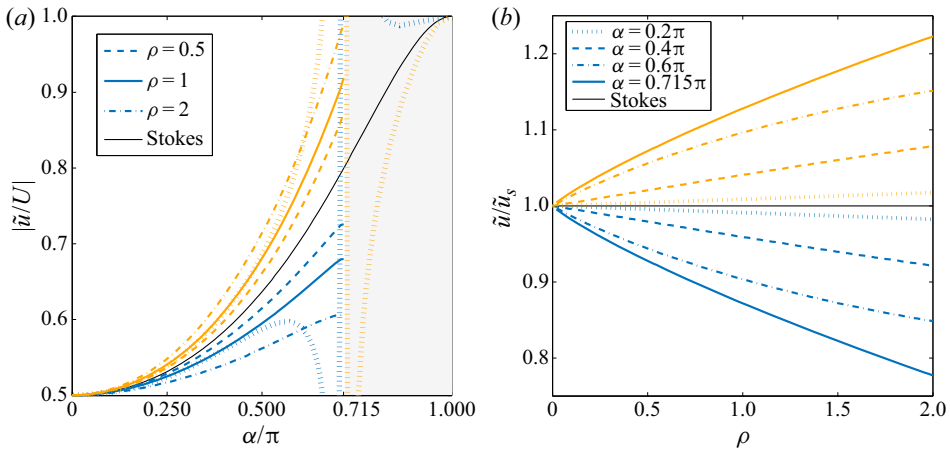 (a)
1.0
0.9
0.8
0.7
0.6
0.5
|ũ/U|
ρ = 0.5
ρ = 1
ρ = 2
Stokes
0
0.250
0.500
0.715
1.000
α/π
(b)
1.2
1.1
1.0
0.9
0.8
ũ/ũ_s
α = 0.2π
α = 0.4π
α = 0.6π
α = 0.715π
Stokes
0
0.5
1.0
1.5
2.0
ρ